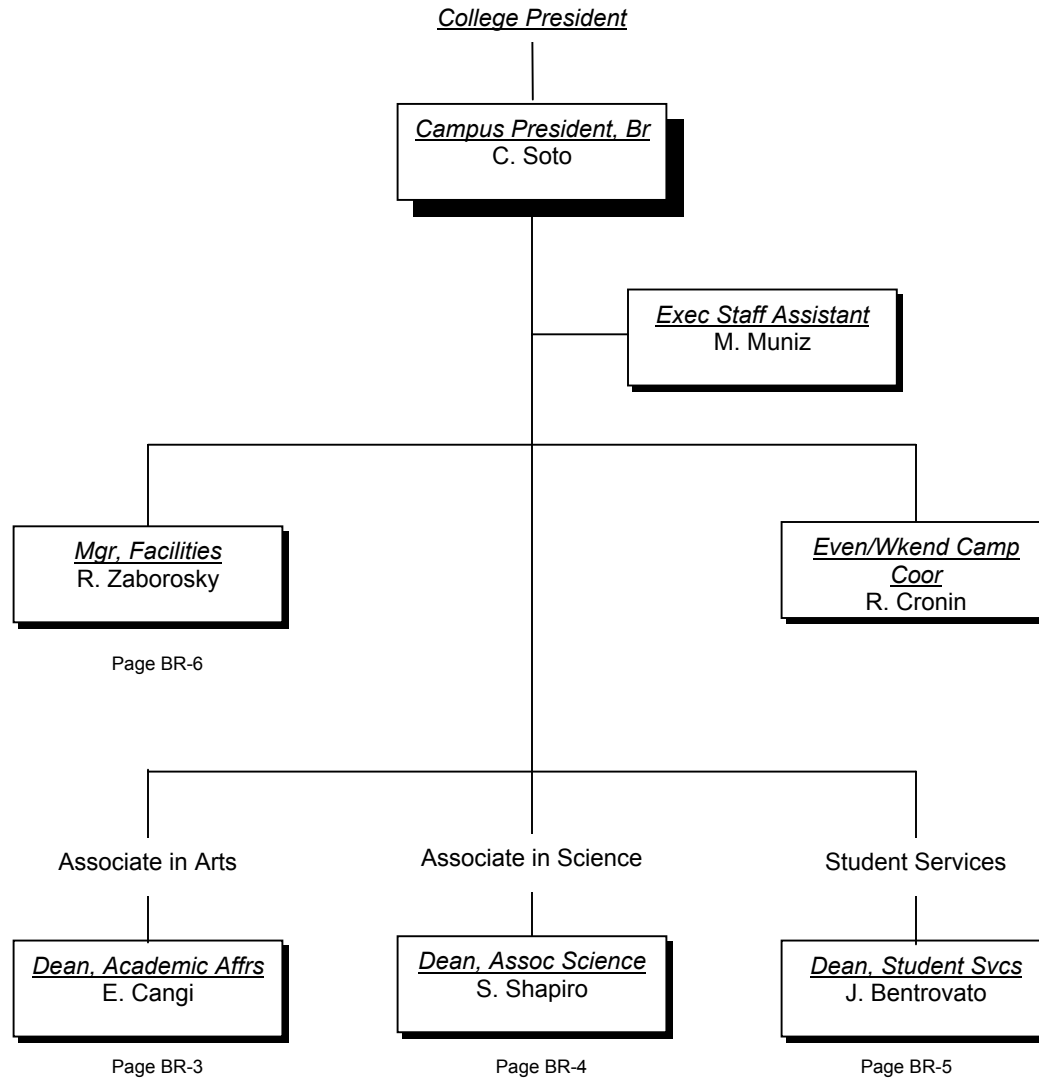 College President
Campus President, Br
C. Soto
Exec Staff Assistant
M. Muniz
Mgr, Facilities
R. Zaborosky
Page BR-6
Even/Wkend Camp
Coor
R. Cronin
Associate in Arts
Associate in Science
Student Services
Dean, Academic Affrs
E. Cangi
Page BR-3
Dean, Assoc Science
S. Shapiro
Page BR-4
Dean, Student Svcs
J. Bentrovato
Page BR-5